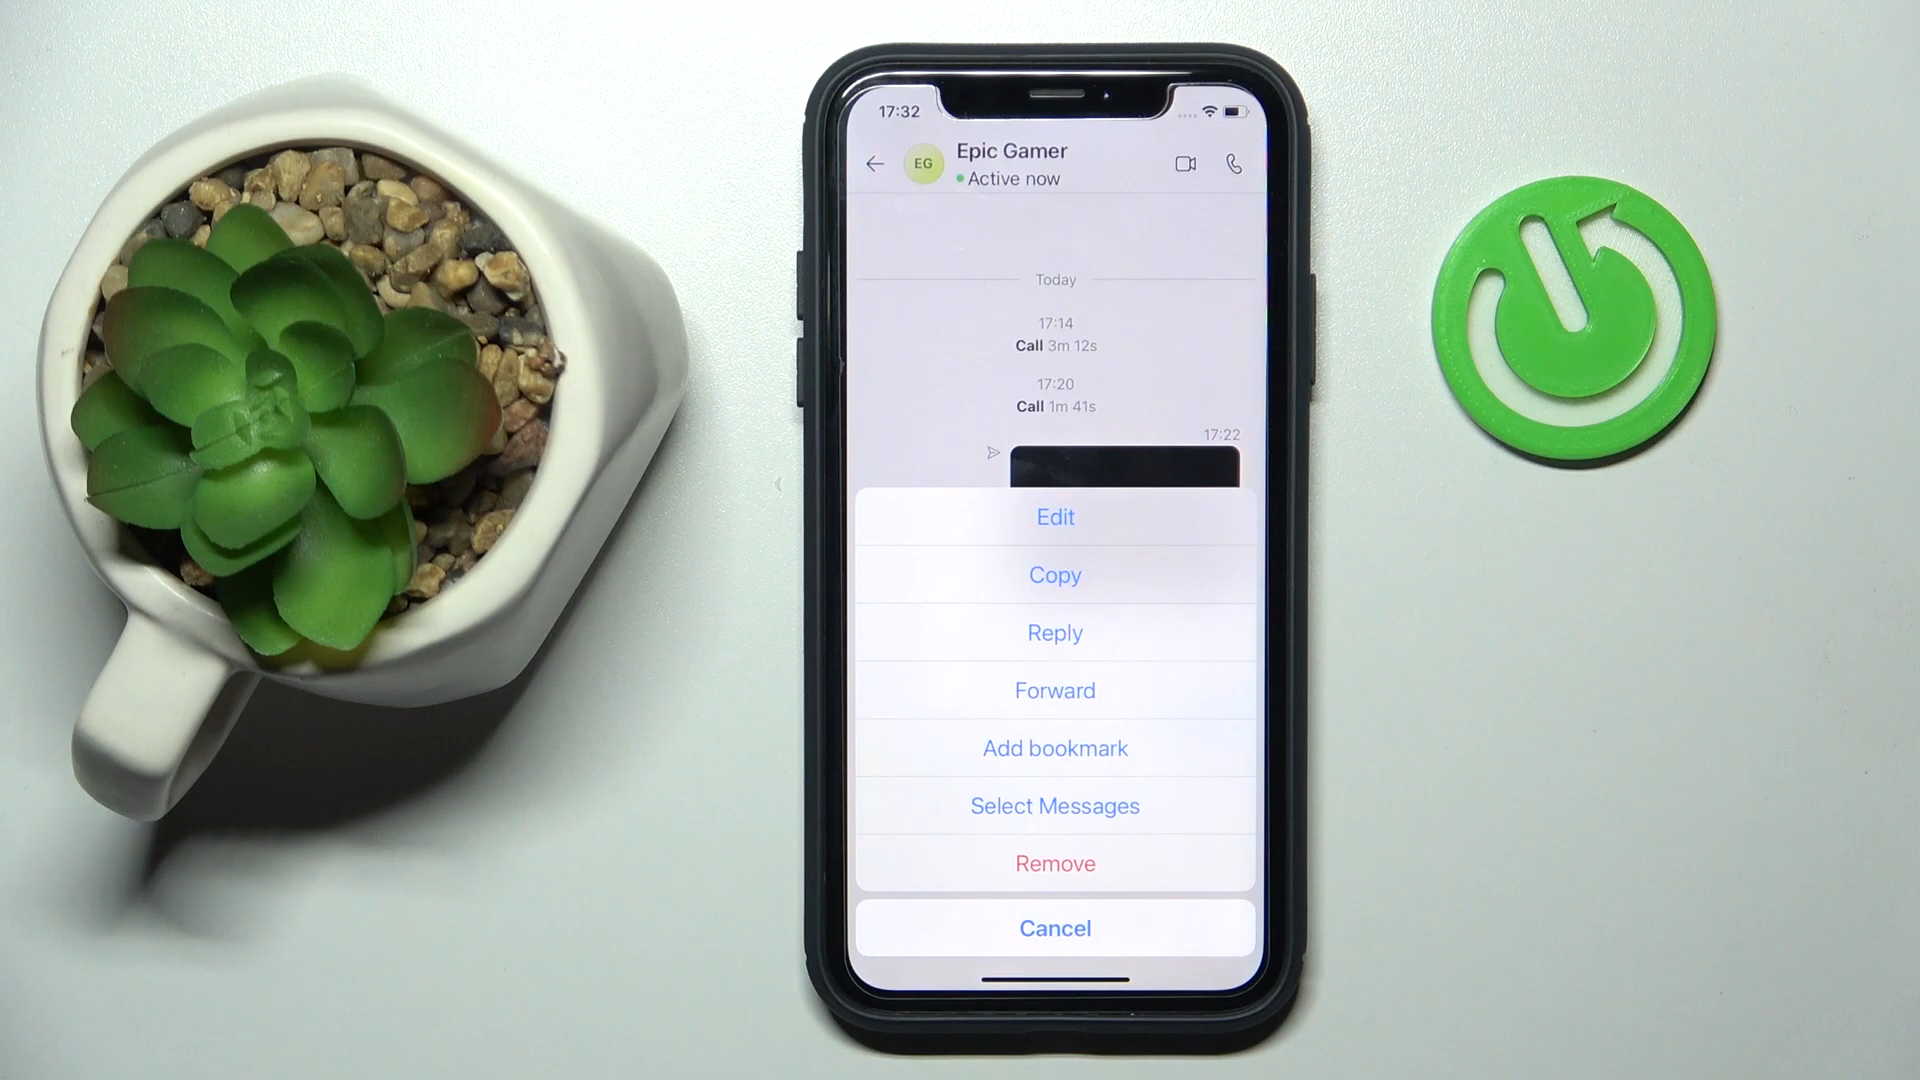 17:32
EG
Epic Gamer
Active now
Today
17:14
Call 3m 12s
17:20
Call 1m 41s
17:22
Edit
Copy
Reply
Forward
Add bookmark
Select Messages
Remove
Cancel